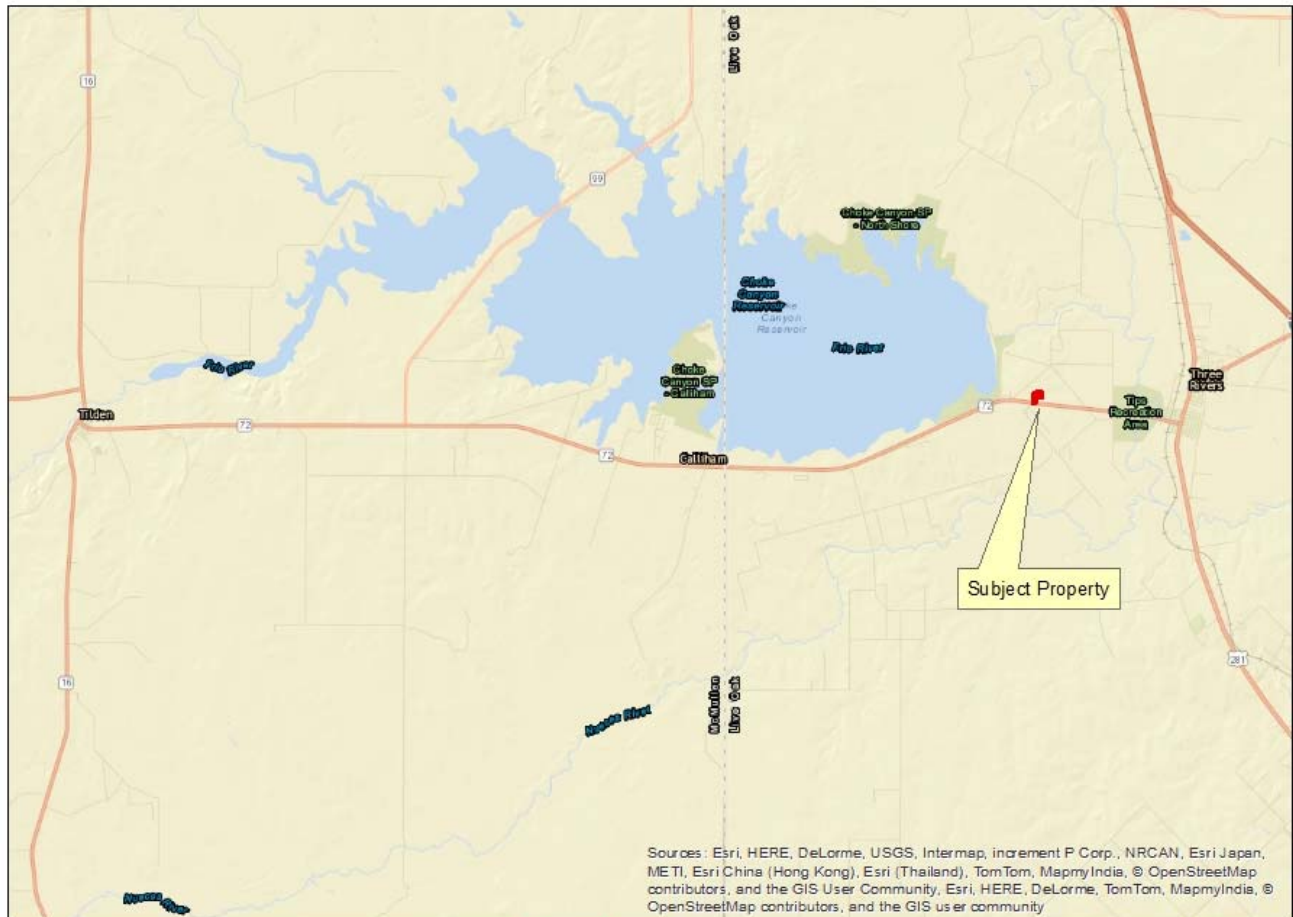 Live Oak
16
99
Choke Canyon SP
- North Shore
Choke
Canyon
Reservoir
Canyon
Reservoir
Frio River
Frio River
Choke
Canyon SP
- Calliham
Three
Rivers
72
Tips
Recreation
Area
Tilden
72
72
Calliham
Subject Property
281
16
McMullen
Live Oak
Nueces River
Nueces River
Sources: Esri, HERE, DeLorme, USGS, Intermap, increment P Corp., NRCAN, Esri Japan,
METI, Esri China (Hong Kong), Esri (Thailand), TomTom, MapmyIndia, © OpenStreetMap
contributors, and the GIS User Community, Esri, HERE, DeLorme, TomTom, MapmyIndia, ©
OpenStreetMap contributors, and the GIS user community